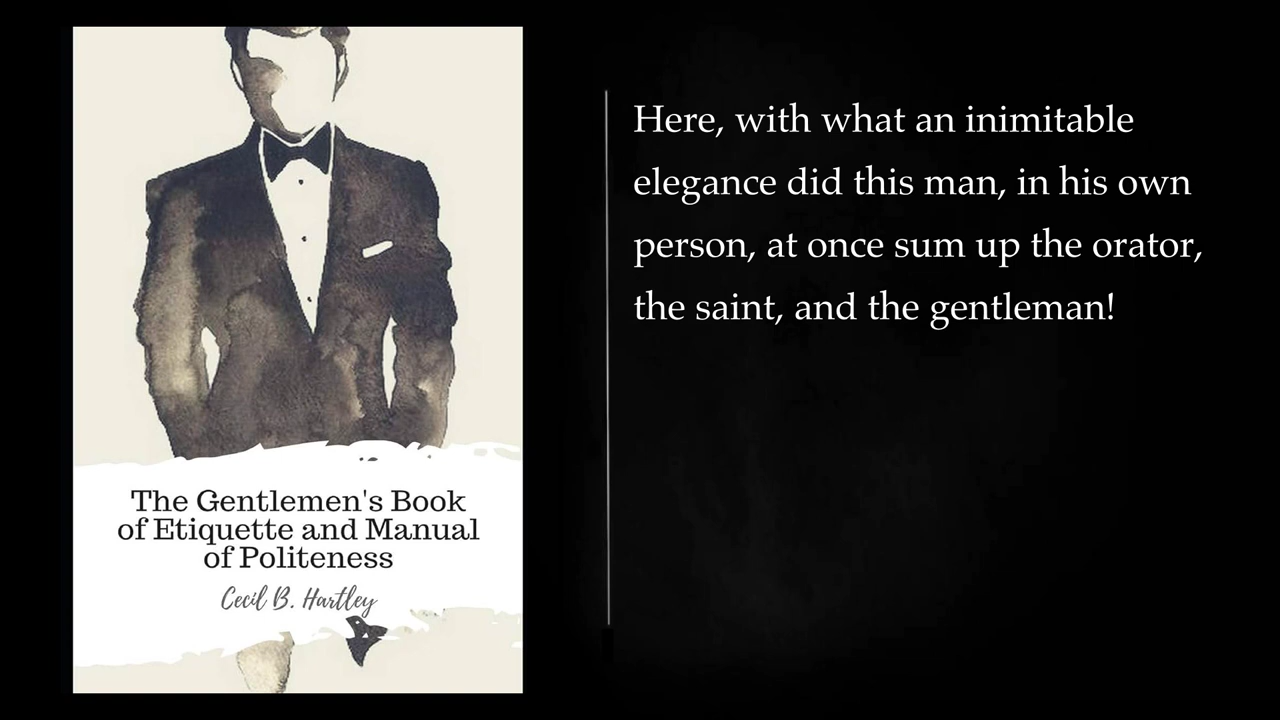 The Gentlemen's Book
of Etiquette and Manual
of Politeness
Cecil B. Hartley
Here, with what an inimitable
elegance did this man, in his own
person, at once sum up the orator,
the saint, and the gentleman!